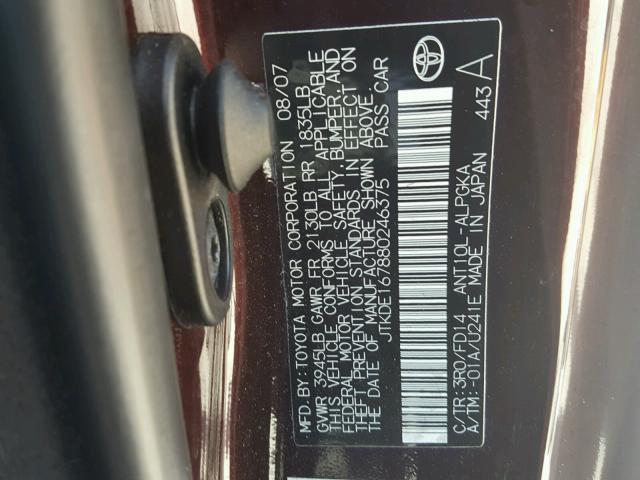 MFD.BY:TOYOTA MOTOR CORPORATION 08/07
GVWR 3945LB GAWR FR 2130LB RR 1835LB
THIS VEHICLE CONFORMS TO ALL APPLICABLE
FEDERAL MOTOR VEHICLE SAFETY, BUMPER, AND
THEFT PREVENTION STANDARDS IN EFFECT ON
THE DATE OF MANUFACTURE SHOWN ABOVE.
JTKDE167880246375 PASS CAR
C/TR:3R0/FD14 ANT10L-ALPGKA
A/TM:-01A/U241E MADE IN JAPAN 443 A